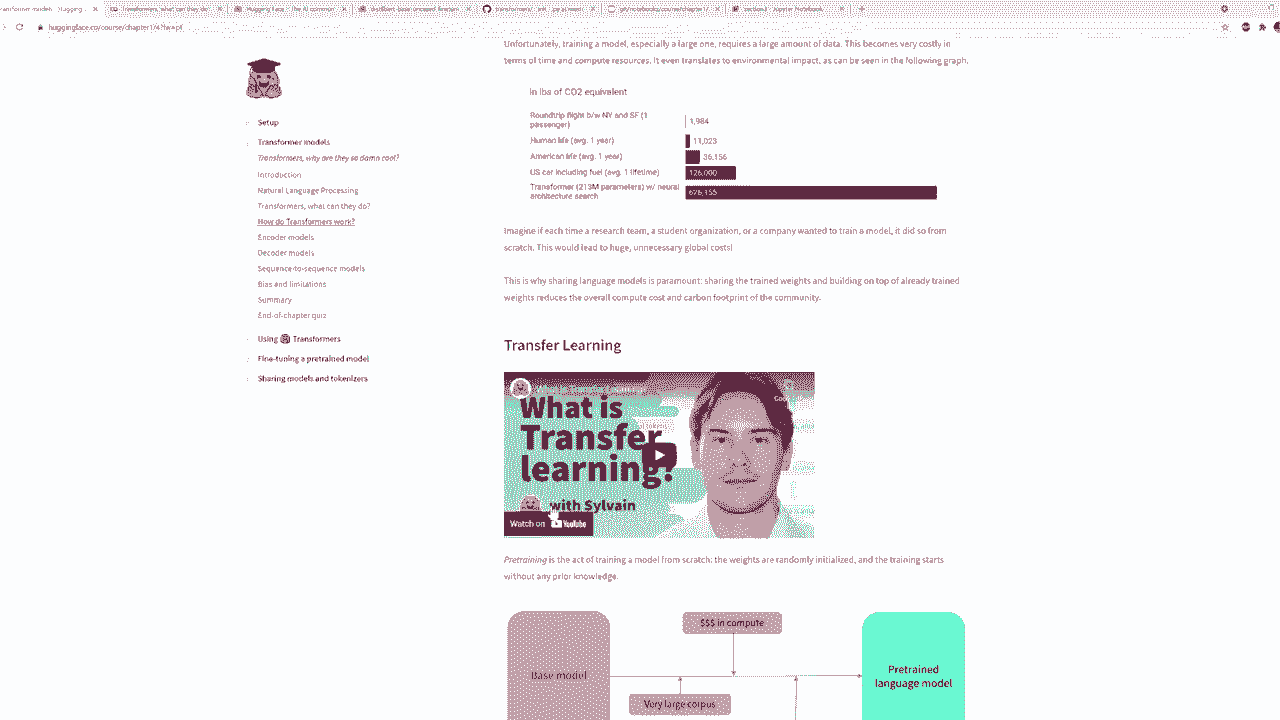 huggingface.co/course/chapter1/4?fw=pt
Unfortunately, training a model, especially a large one, requires a large amount of data. This becomes very costly in
terms of time and compute resources. It even translates to environmental impact, as can be seen in the following graph.
in lbs of CO2 equivalent
Roundtrip flight b/w NY and SF (1
passenger)
1,984
Human life (avg. 1 year)
11,023
American life (avg. 1 year)
36,156
US car including fuel (avg. 1 lifetime)
126,000
Transformer (213M parameters) w/ neural
architecture search
626,155
Setup
Transformer models
Transformers, why are they so damn cool?
Introduction
Natural Language Processing
Transformers, what can they do?
How do Transformers work?
Encoder models
Decoder models
Sequence-to-sequence models
Bias and limitations
Summary
End-of-chapter quiz
Using Transformers
Fine-tuning a pretrained model
Sharing models and tokenizers
Imagine if each time a research team, a student organization, or a company wanted to train a model, it did so from
scratch. This would lead to huge, unnecessary global costs!
This is why sharing language models is paramount: sharing the trained weights and building on top of already trained
weights reduces the overall compute cost and carbon footprint of the community.
Transfer Learning
What is
Transfer
learning?
with Sylvain
Watch on YouTube
Pretraining is the act of training a model from scratch: the weights are randomly initialized, and the training starts
without any prior knowledge.
$$$ in compute
Base model
Pretrained
language model
Very large corpus